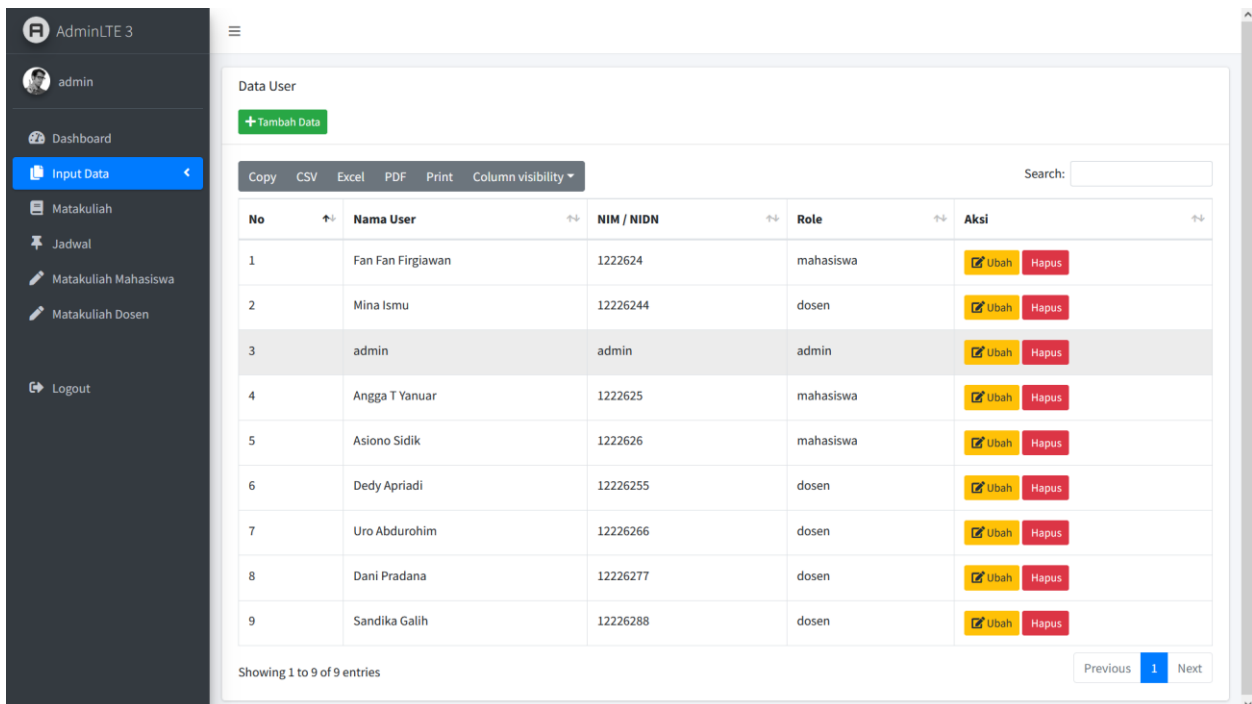 AdminLTE 3
admin
Dashboard
Input Data
Matakuliah
Jadwal
Matakuliah Mahasiswa
Matakuliah Dosen
Logout
Data User
Tambah Data
Copy CSV Excel PDF Print Column visibility
Search:
No Nama User NIM / NIDN Role Aksi
1 Fan Fan Firgiawan 1222624 mahasiswa Ubah Hapus
2 Mina Ismu 12226244 dosen Ubah Hapus
3 admin admin admin Ubah Hapus
4 Angga T Yanuar 1222625 mahasiswa Ubah Hapus
5 Asiono Sidik 1222626 mahasiswa Ubah Hapus
6 Dedy Apriadi 12226255 dosen Ubah Hapus
7 Uro Abdurohim 12226266 dosen Ubah Hapus
8 Dani Pradana 12226277 dosen Ubah Hapus
9 Sandika Galih 12226288 dosen Ubah Hapus
Showing 1 to 9 of 9 entries
Previous 1 Next